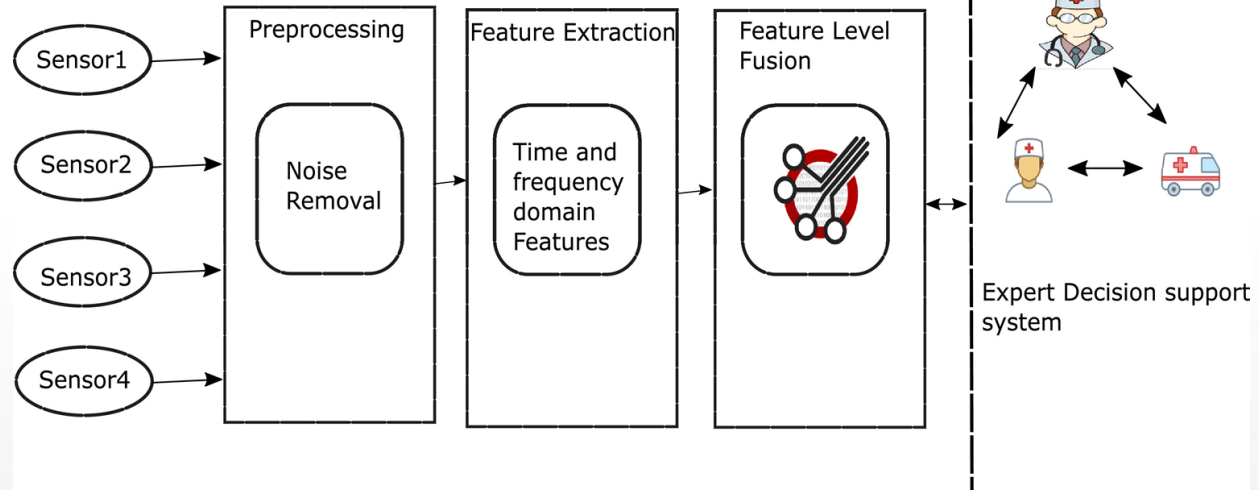 Sensor1
Sensor2
Sensor3
Sensor4
Preprocessing
Noise
Removal
Feature Extraction
Time and
frequency
domain
Features
Feature Level
Fusion
Expert Decision support
system